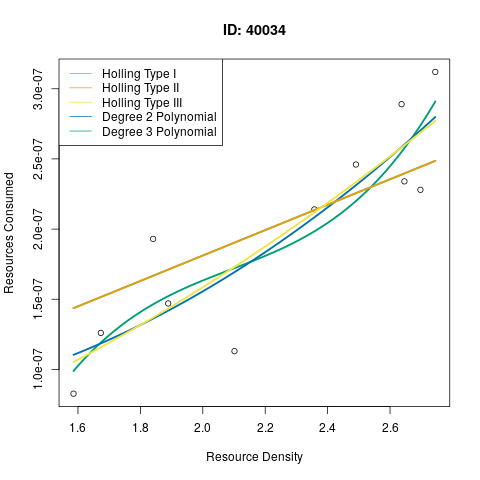 ID: 40034
Holling Type I
Holling Type II
Holling Type III
Degree 2 Polynomial
Degree 3 Polynomial
Resources Consumed
3.0e-07
2.5e-07
2.0e-07
1.5e-07
1.0e-07
1.6 1.8 2.0 2.2 2.4 2.6
Resource Density